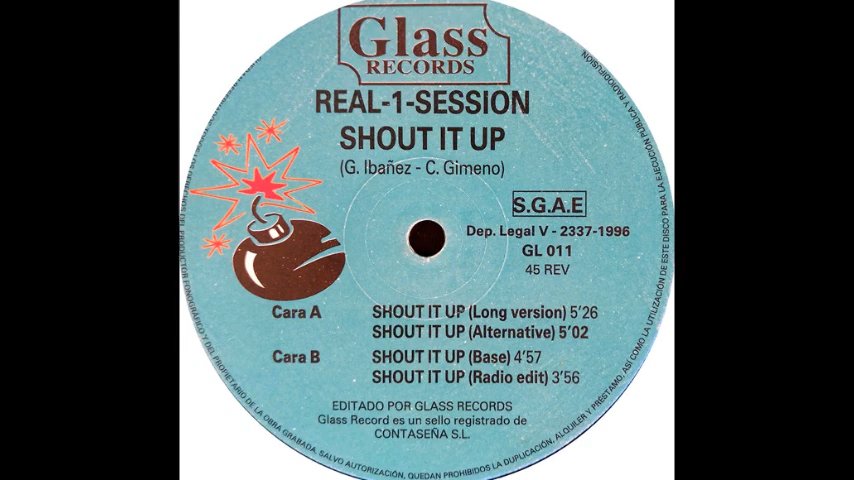 Glass
RECORDS
REAL-1-SESSION
SHOUT IT UP
(G. Ibañez - C. Gimeno)
S.G.A.E
Dep. Legal V - 2337-1996
GL 011
45 REV
Cara A SHOUT IT UP (Long version) 5'26
SHOUT IT UP (Alternative) 5'02
Cara B SHOUT IT UP (Base) 4'57
SHOUT IT UP (Radio edit) 3'56
EDITADO POR GLASS RECORDS
Glass Record es un sello registrado de
CONTASEÑA S.L.
DEL PRODUCTOR FONOGRÁFICO Y DEL PROPIETARIO DE LA OBRA GRABADA. SALVO AUTORIZACIÓN, QUEDAN PROHIBIDOS LA DUPLICACIÓN, ALQUILER Y PRÉSTAMO, ASÍ COMO LA UTILIZACIÓN DE ESTE DISCO PARA LA EJECUCIÓN PÚBLICA Y RADIODIFUSIÓN